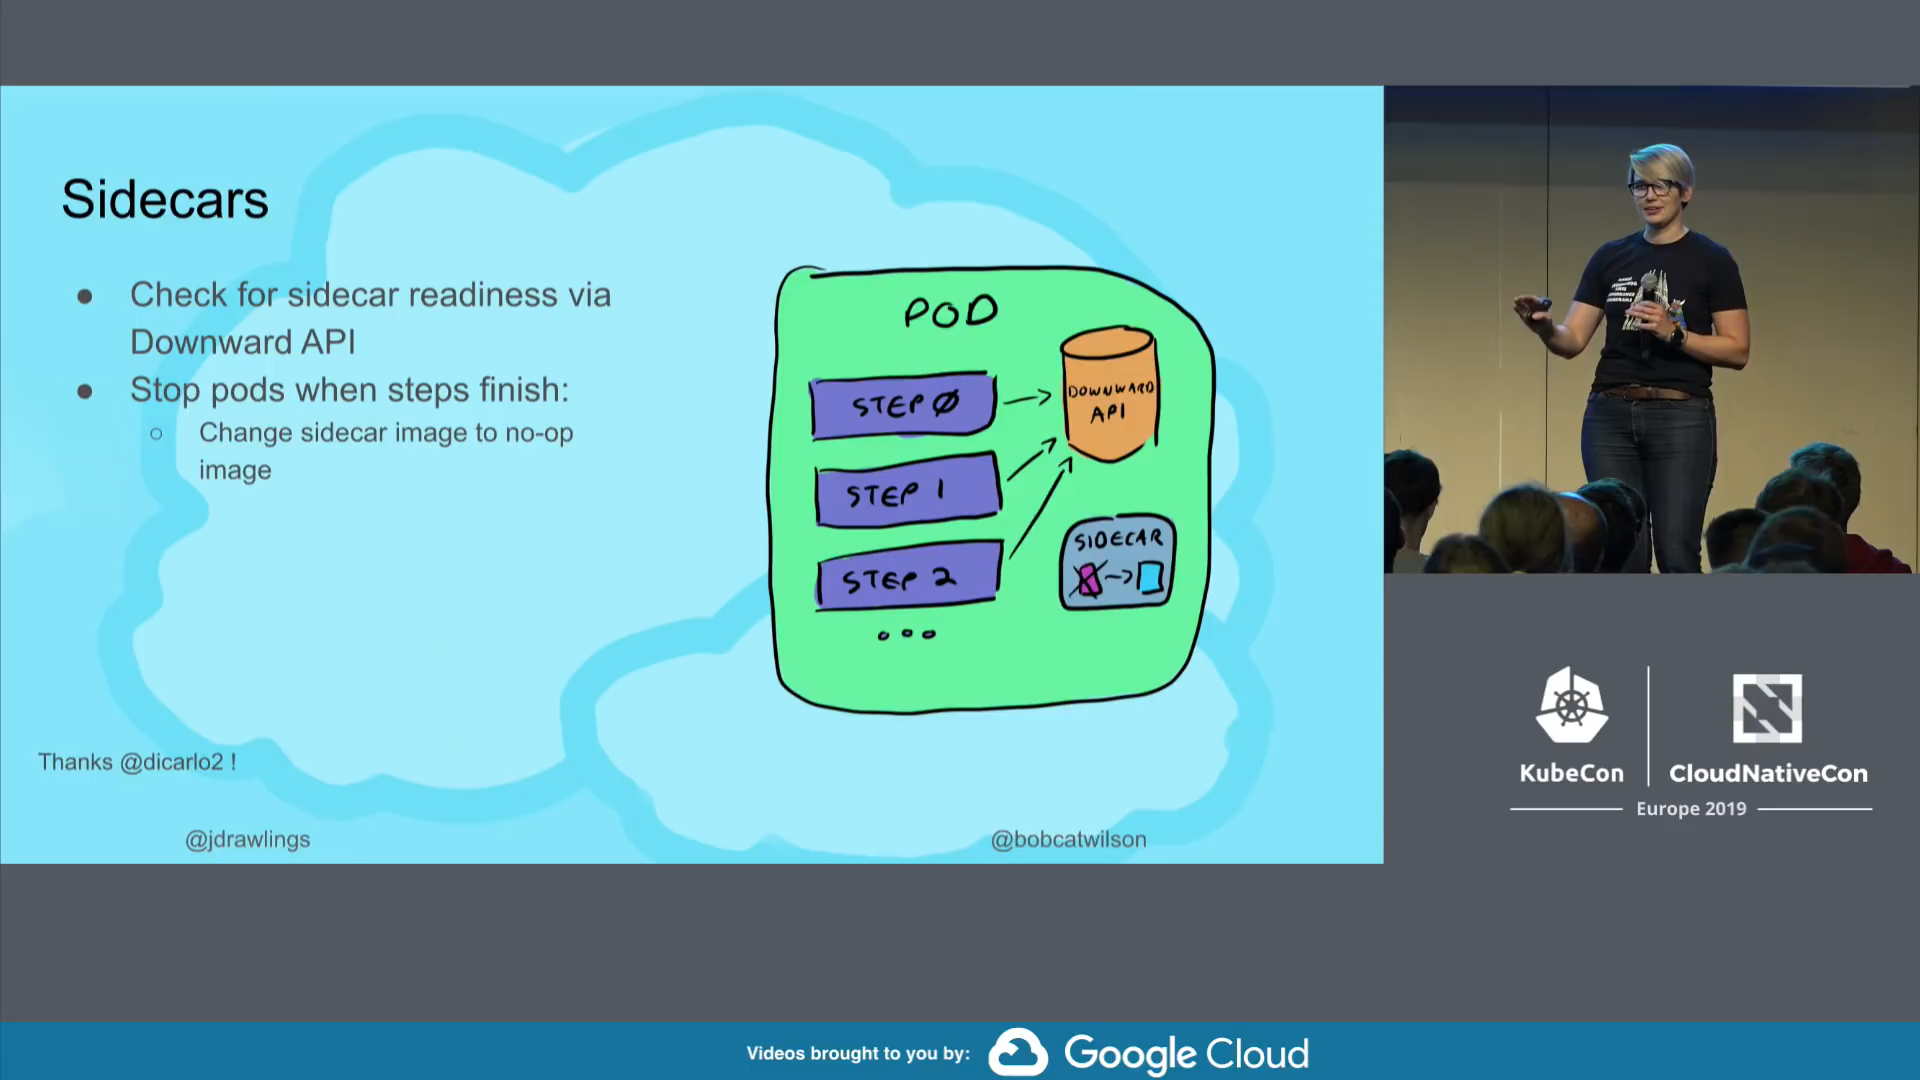 Sidecars
● Check for sidecar readiness via
Downward API
● Stop pods when steps finish:
○ Change sidecar image to no-op
image
POD
STEP 0
STEP 1
STEP 2
DOWNWARD
API
SIDECAR
Thanks @dicarlo2 !
@jdrawlings
@bobcatwilson
KubeCon
CloudNativeCon
Europe 2019
Videos brought to you by:
Google Cloud